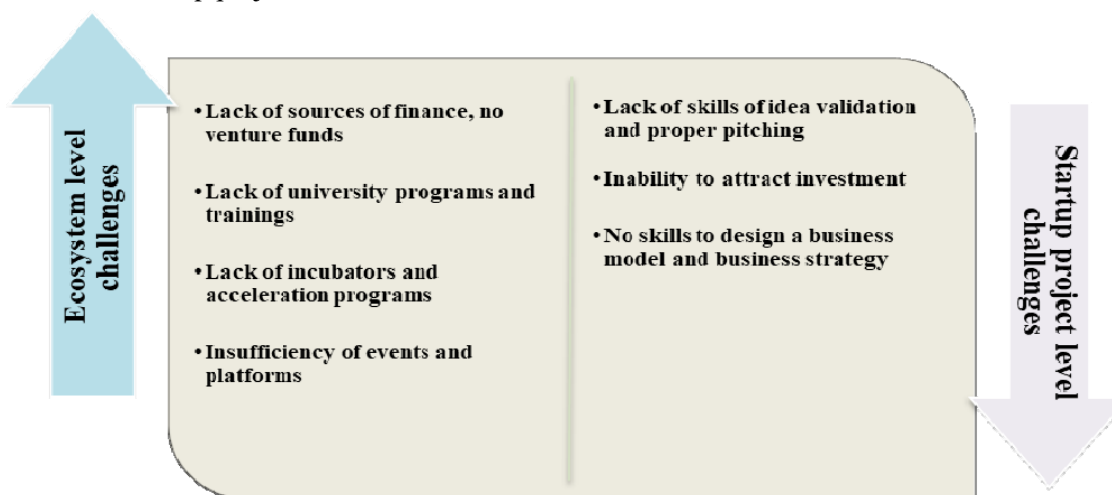 Ecosystem level
challenges
•Lack of sources of finance, no
venture funds
•Lack of university programs and
trainings
•Lack of incubators and
acceleration programs
•Insufficiency of events and
platforms
•Lack of skills of idea validation
and proper pitching
•Inability to attract investment
•No skills to design a business
model and business strategy
Startup project level
challenges